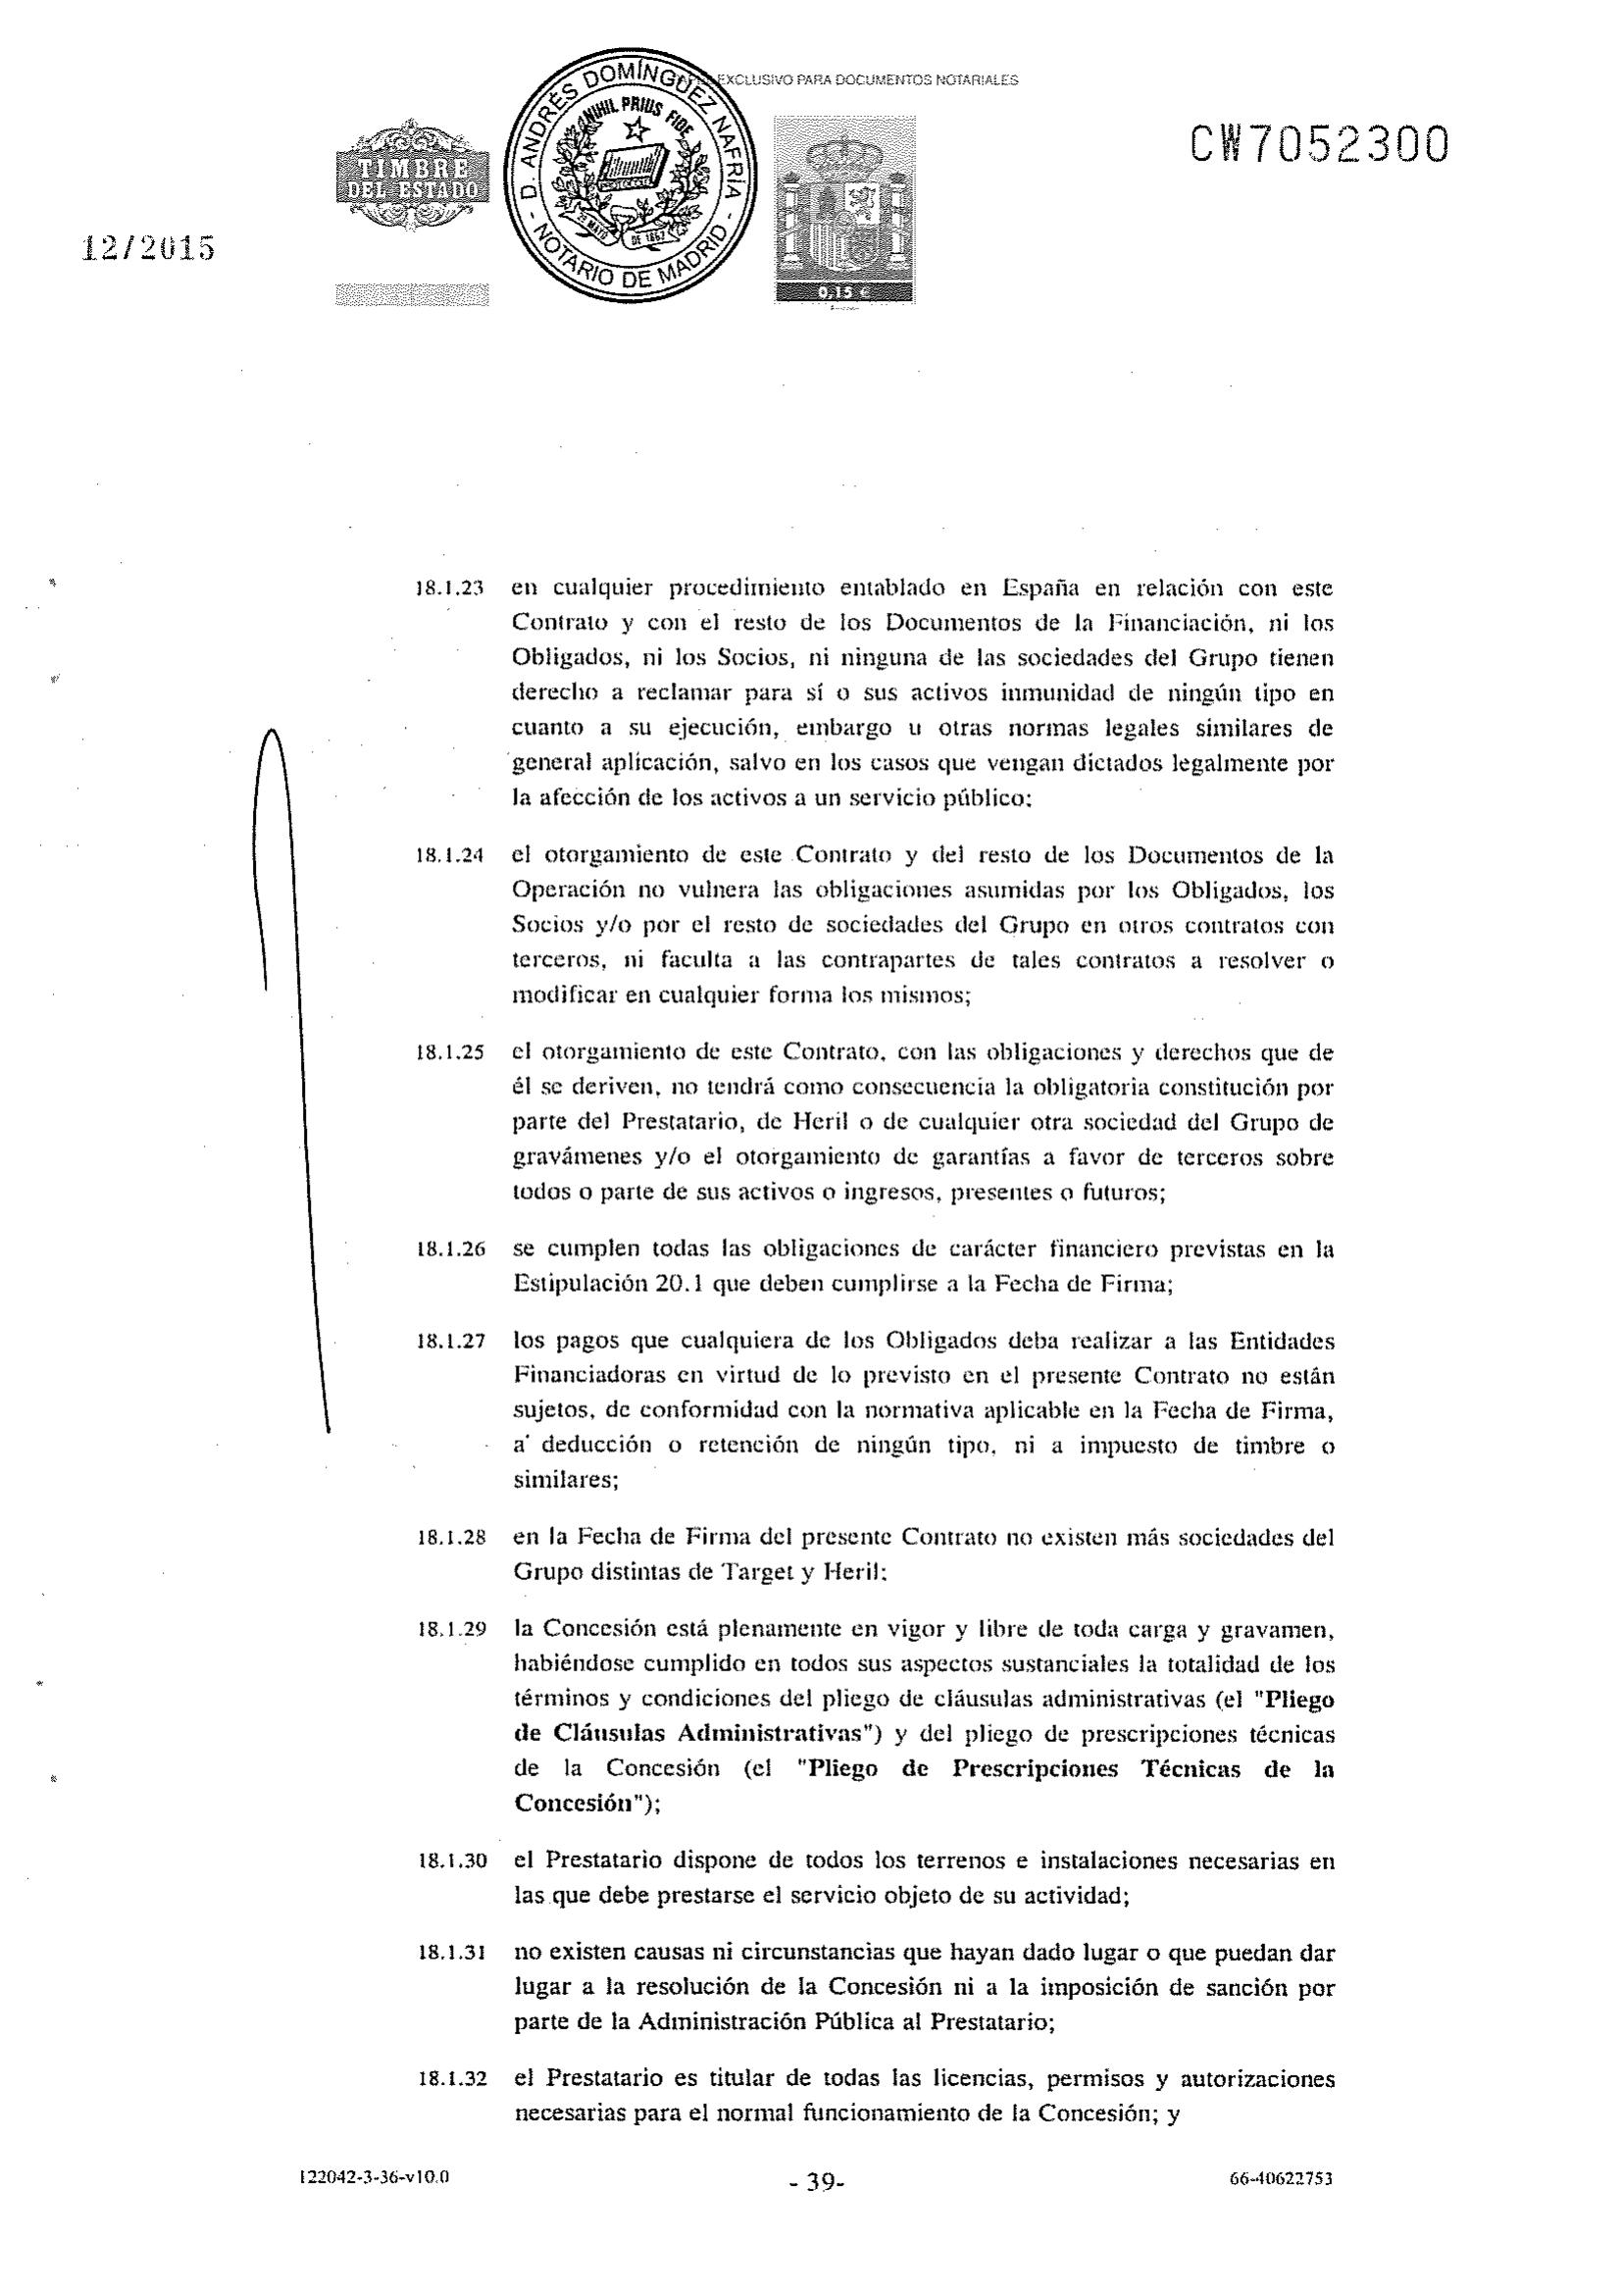 EXCLUSIVO PARA DOCUMENTOS NOTARIALES
D. ANDRÉS DOMÍNGUEZ NAFRÍA - NOTARIO DE MADRID -
NIHIL PRIUS FIDE
DE 1862
TIMBRE
DEL ESTADO
0,15 €
CW7052300
12/2015
18.1.23 en cualquier procedimiento entablado en España en relación con este
Contrato y con el resto de los Documentos de la Financiación, ni los
Obligados, ni los Socios, ni ninguna de las sociedades del Grupo tienen
derecho a reclamar para sí o sus activos inmunidad de ningún tipo en
cuanto a su ejecución, embargo u otras normas legales similares de
general aplicación, salvo en los casos que vengan dictados legalmente por
la afección de los activos a un servicio público;
18.1.24 el otorgamiento de este Contrato y del resto de los Documentos de la
Operación no vulnera las obligaciones asumidas por los Obligados, los
Socios y/o por el resto de sociedades del Grupo en otros contratos con
terceros, ni faculta a las contrapartes de tales contratos a resolver o
modificar en cualquier forma los mismos;
18.1.25 el otorgamiento de este Contrato, con las obligaciones y derechos que de
él se deriven, no tendrá como consecuencia la obligatoria constitución por
parte del Prestatario, de Heril o de cualquier otra sociedad del Grupo de
gravámenes y/o el otorgamiento de garantías a favor de terceros sobre
todos o parte de sus activos o ingresos, presentes o futuros;
18.1.26 se cumplen todas las obligaciones de carácter financiero previstas en la
Estipulación 20.1 que deben cumplirse a la Fecha de Firma;
18.1.27 los pagos que cualquiera de los Obligados deba realizar a las Entidades
Financiadoras en virtud de lo previsto en el presente Contrato no están
sujetos, de conformidad con la normativa aplicable en la Fecha de Firma,
a deducción o retención de ningún tipo, ni a impuesto de timbre o
similares;
18.1.28 en la Fecha de Firma del presente Contrato no existen más sociedades del
Grupo distintas de Target y Heril;
18.1.29 la Concesión está plenamente en vigor y libre de toda carga y gravamen,
habiéndose cumplido en todos sus aspectos sustanciales la totalidad de los
términos y condiciones del pliego de cláusulas administrativas (el "Pliego
de Cláusulas Administrativas") y del pliego de prescripciones técnicas
de la Concesión (el "Pliego de Prescripciones Técnicas de la
Concesión");
18.1.30 el Prestatario dispone de todos los terrenos e instalaciones necesarias en
las que debe prestarse el servicio objeto de su actividad;
18.1.31 no existen causas ni circunstancias que hayan dado lugar o que puedan dar
lugar a la resolución de la Concesión ni a la imposición de sanción por
parte de la Administración Pública al Prestatario;
18.1.32 el Prestatario es titular de todas las licencias, permisos y autorizaciones
necesarias para el normal funcionamiento de la Concesión; y
122042-3-36-v10.0 - 39- 66-40622753